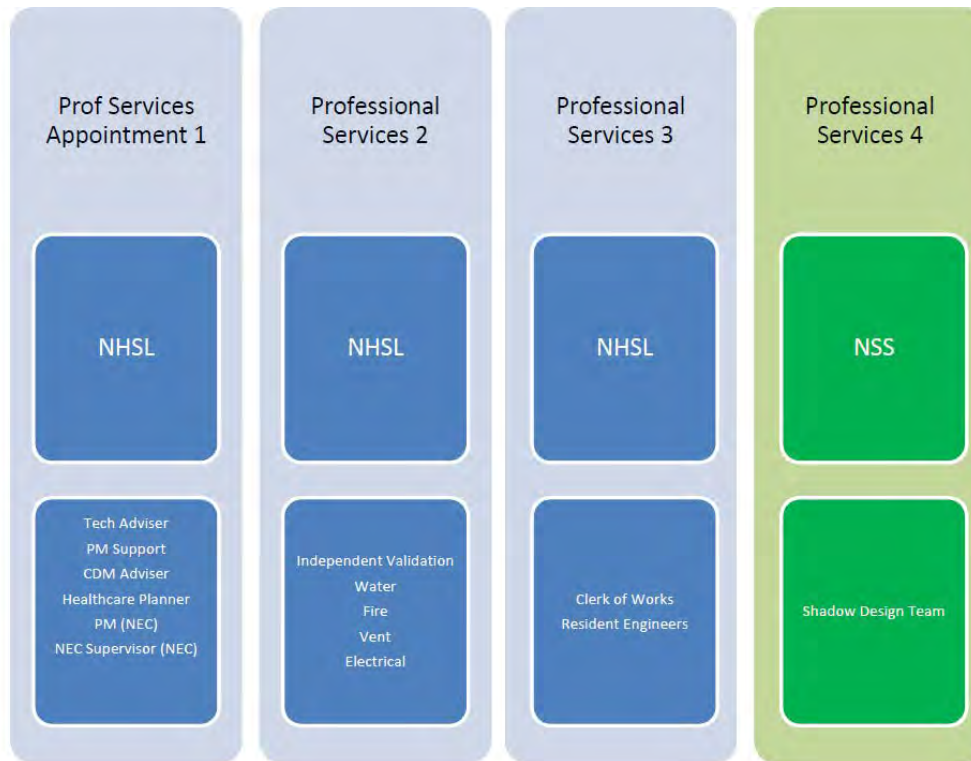 Prof Services
Appointment 1
NHSL
Tech Adviser
PM Support
CDM Adviser
Healthcare Planner
PM (NEC)
NEC Supervisor (NEC)
Professional
Services 2
NHSL
Independent Validation
Water
Fire
Vent
Electrical
Professional
Services 3
NHSL
Clerk of Works
Resident Engineers
Professional
Services 4
NSS
Shadow Design Team